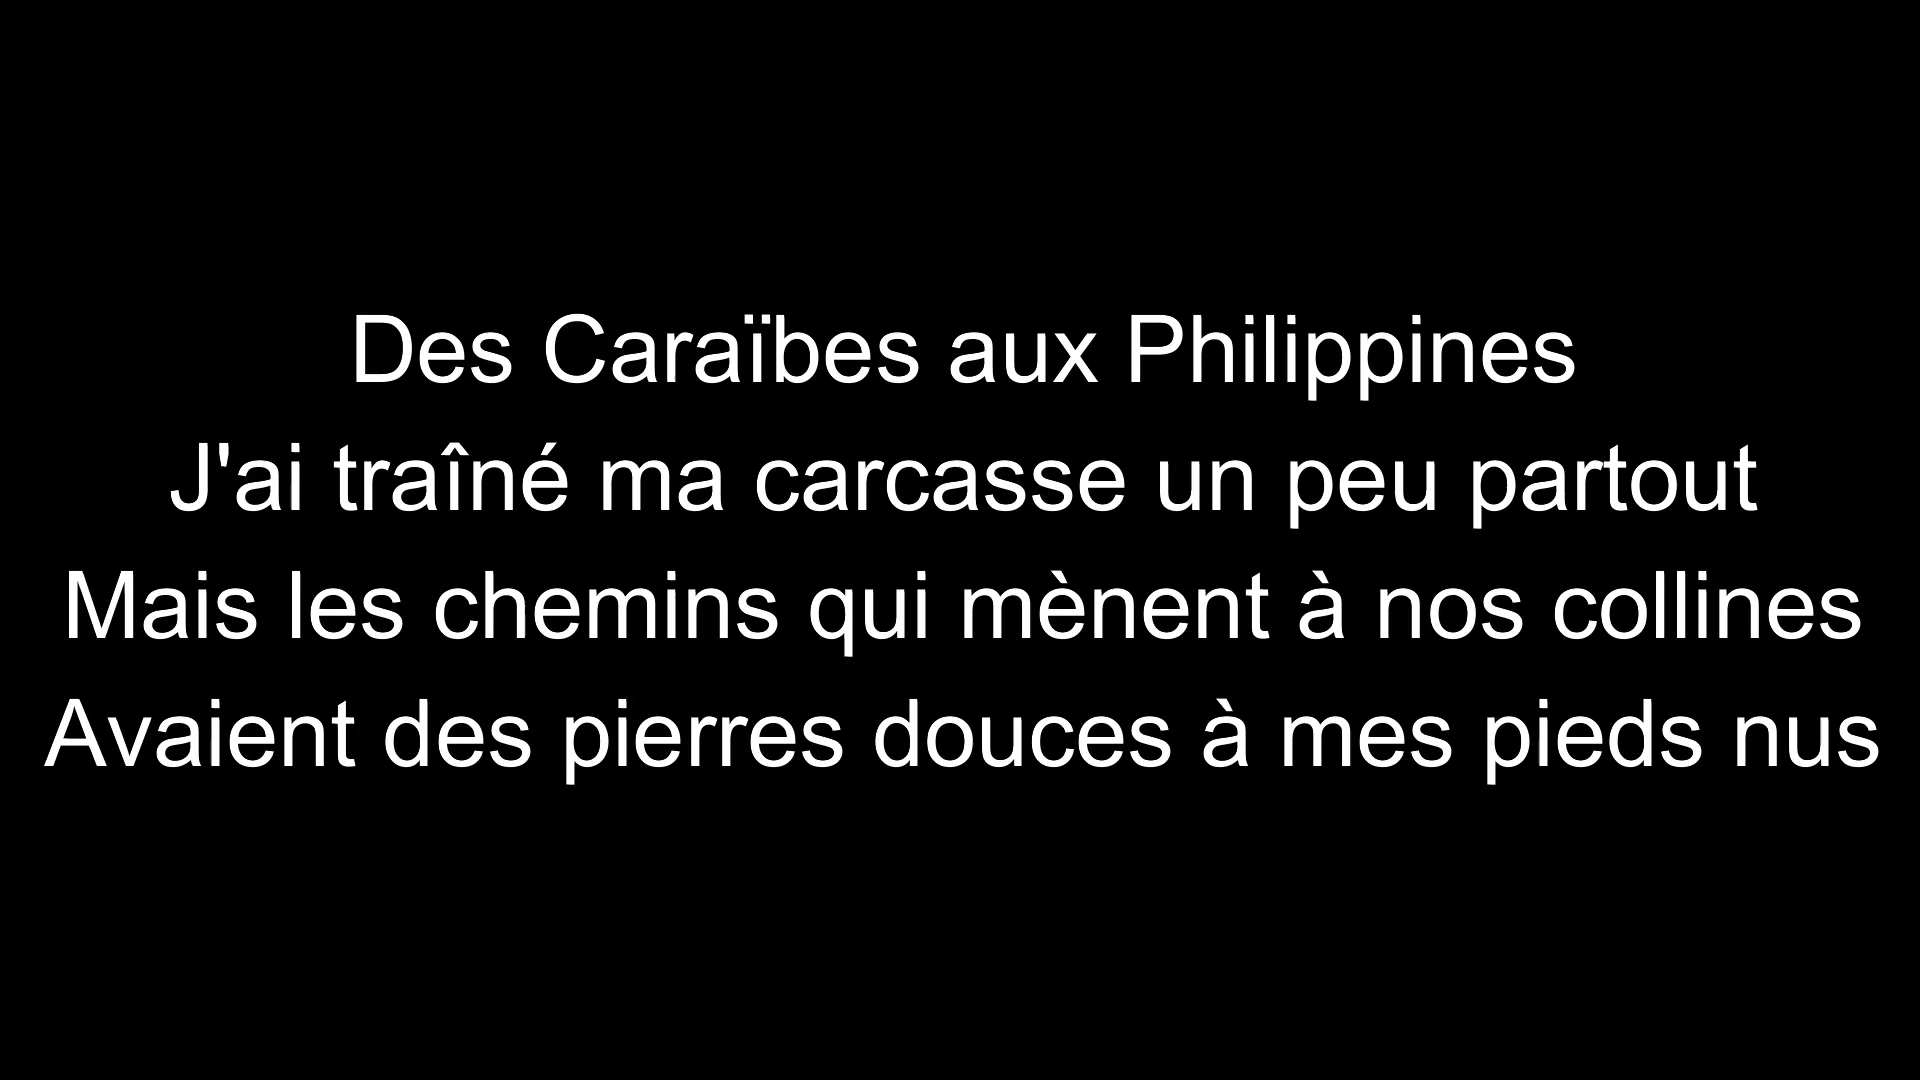 Des Caraïbes aux Philippines
J'ai traîné ma carcasse un peu partout
Mais les chemins qui mènent à nos collines
Avaient des pierres douces à mes pieds nus